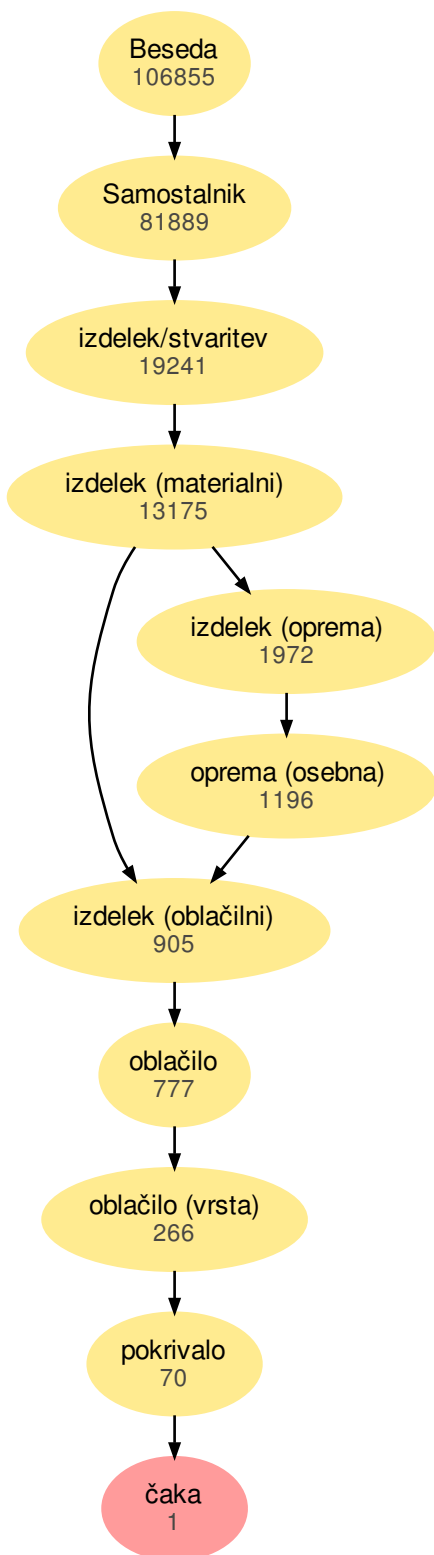 Beseda
106855
Samostalnik
81889
izdelek/stvaritev
19241
izdelek (materialni)
13175
izdelek (oprema)
1972
oprema (osebna)
1196
izdelek (oblačilni)
905
oblačilo
777
oblačilo (vrsta)
266
pokrivalo
70
čaka
1